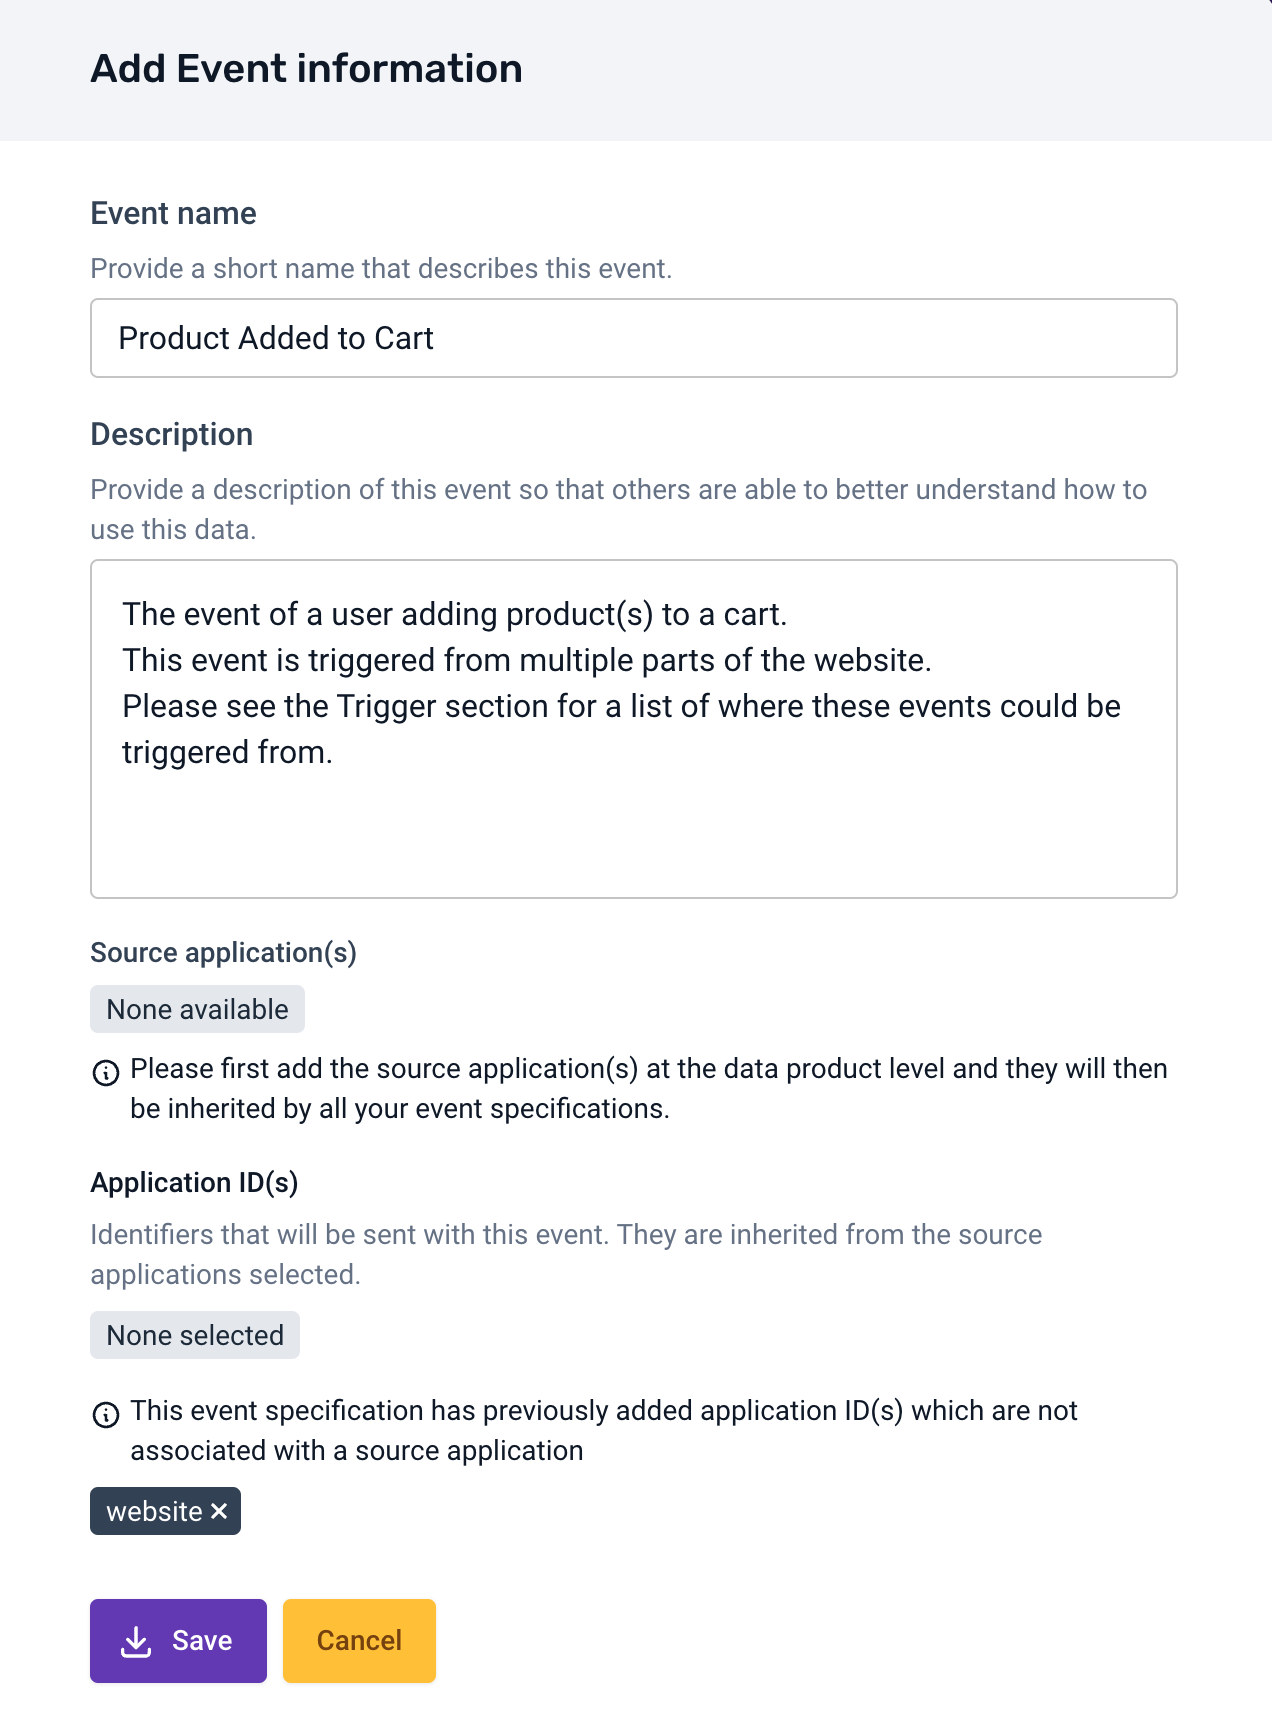 Add Event information
Event name
Provide a short name that describes this event.
Product Added to Cart
Description
Provide a description of this event so that others are able to better understand how to
use this data.
The event of a user adding product(s) to a cart.
This event is triggered from multiple parts of the website.
Please see the Trigger section for a list of where these events could be
triggered from.
Source application(s)
None available
Please first add the source application(s) at the data product level and they will then
be inherited by all your event specifications.
Application ID(s)
Identifiers that will be sent with this event. They are inherited from the source
applications selected.
None selected
This event specification has previously added application ID(s) which are not
associated with a source application
website
Save
Cancel